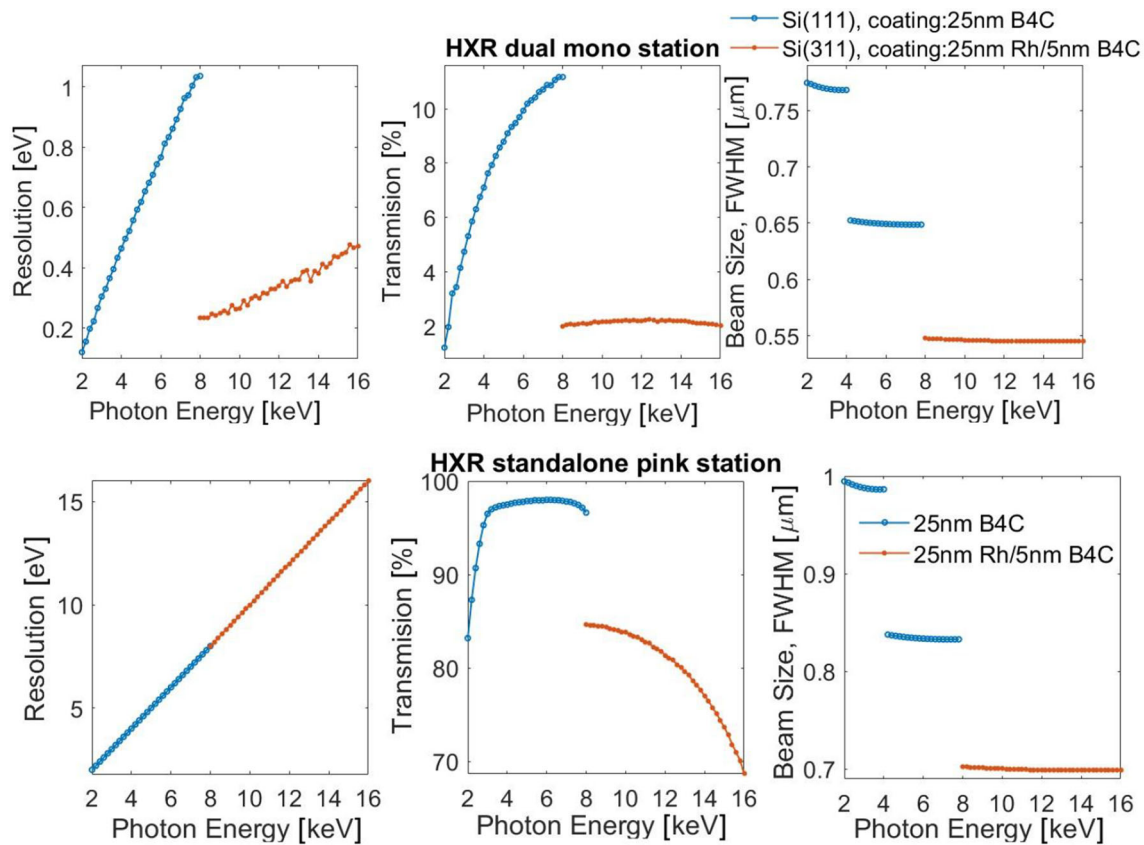 Si(111), coating:25nm B4C
HXR dual mono station
Si(311), coating:25nm Rh/5nm B4C
Resolution [eV]
1
0.8
0.6
0.4
0.2
2 4 6 8 10 12 14 16
Photon Energy [keV]
Transmision [%]
10
8
6
4
2
2 4 6 8 10 12 14 16
Photon Energy [keV]
Beam Size, FWHM [μm]
0.75
0.7
0.65
0.6
0.55
2 4 6 8 10 12 14 16
Photon Energy [keV]
HXR standalone pink station
Resolution [eV]
15
10
5
2 4 6 8 10 12 14 16
Photon Energy [keV]
Transmision [%]
100
90
80
70
2 4 6 8 10 12 14 16
Photon Energy [keV]
Beam Size, FWHM [μm]
1
0.9
0.8
0.7
25nm B4C
25nm Rh/5nm B4C
2 4 6 8 10 12 14 16
Photon Energy [keV]